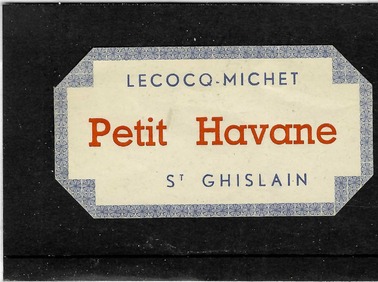 LECOCQ-MICHET
Petit Havane
Sᵀ GHISLAIN